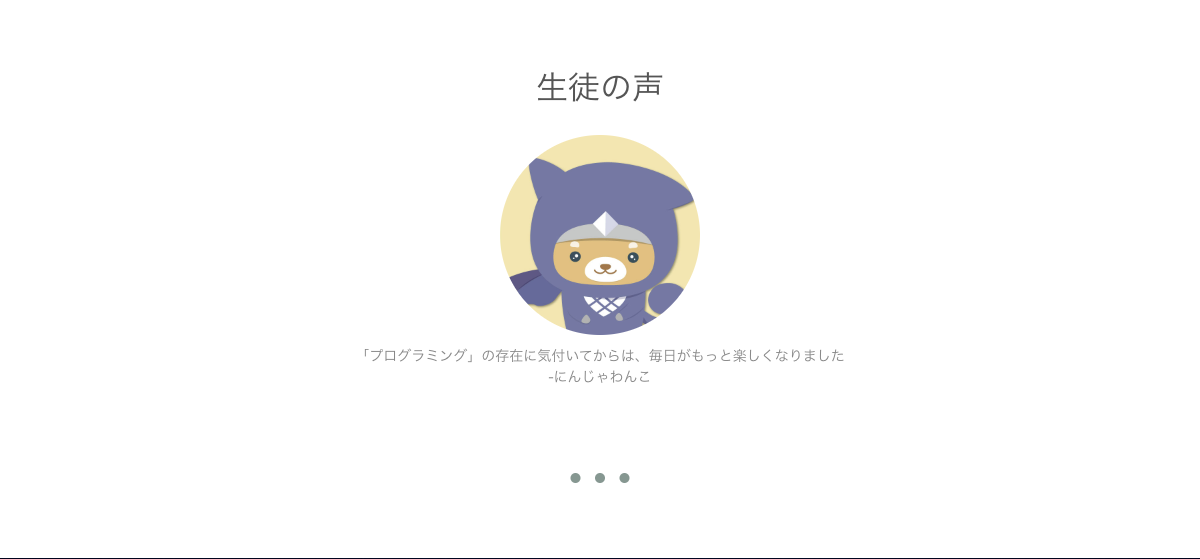 生徒の声
「プログラミング」の存在に気付いてからは、毎日がもっと楽しくなりました
-にんじゃわんこ